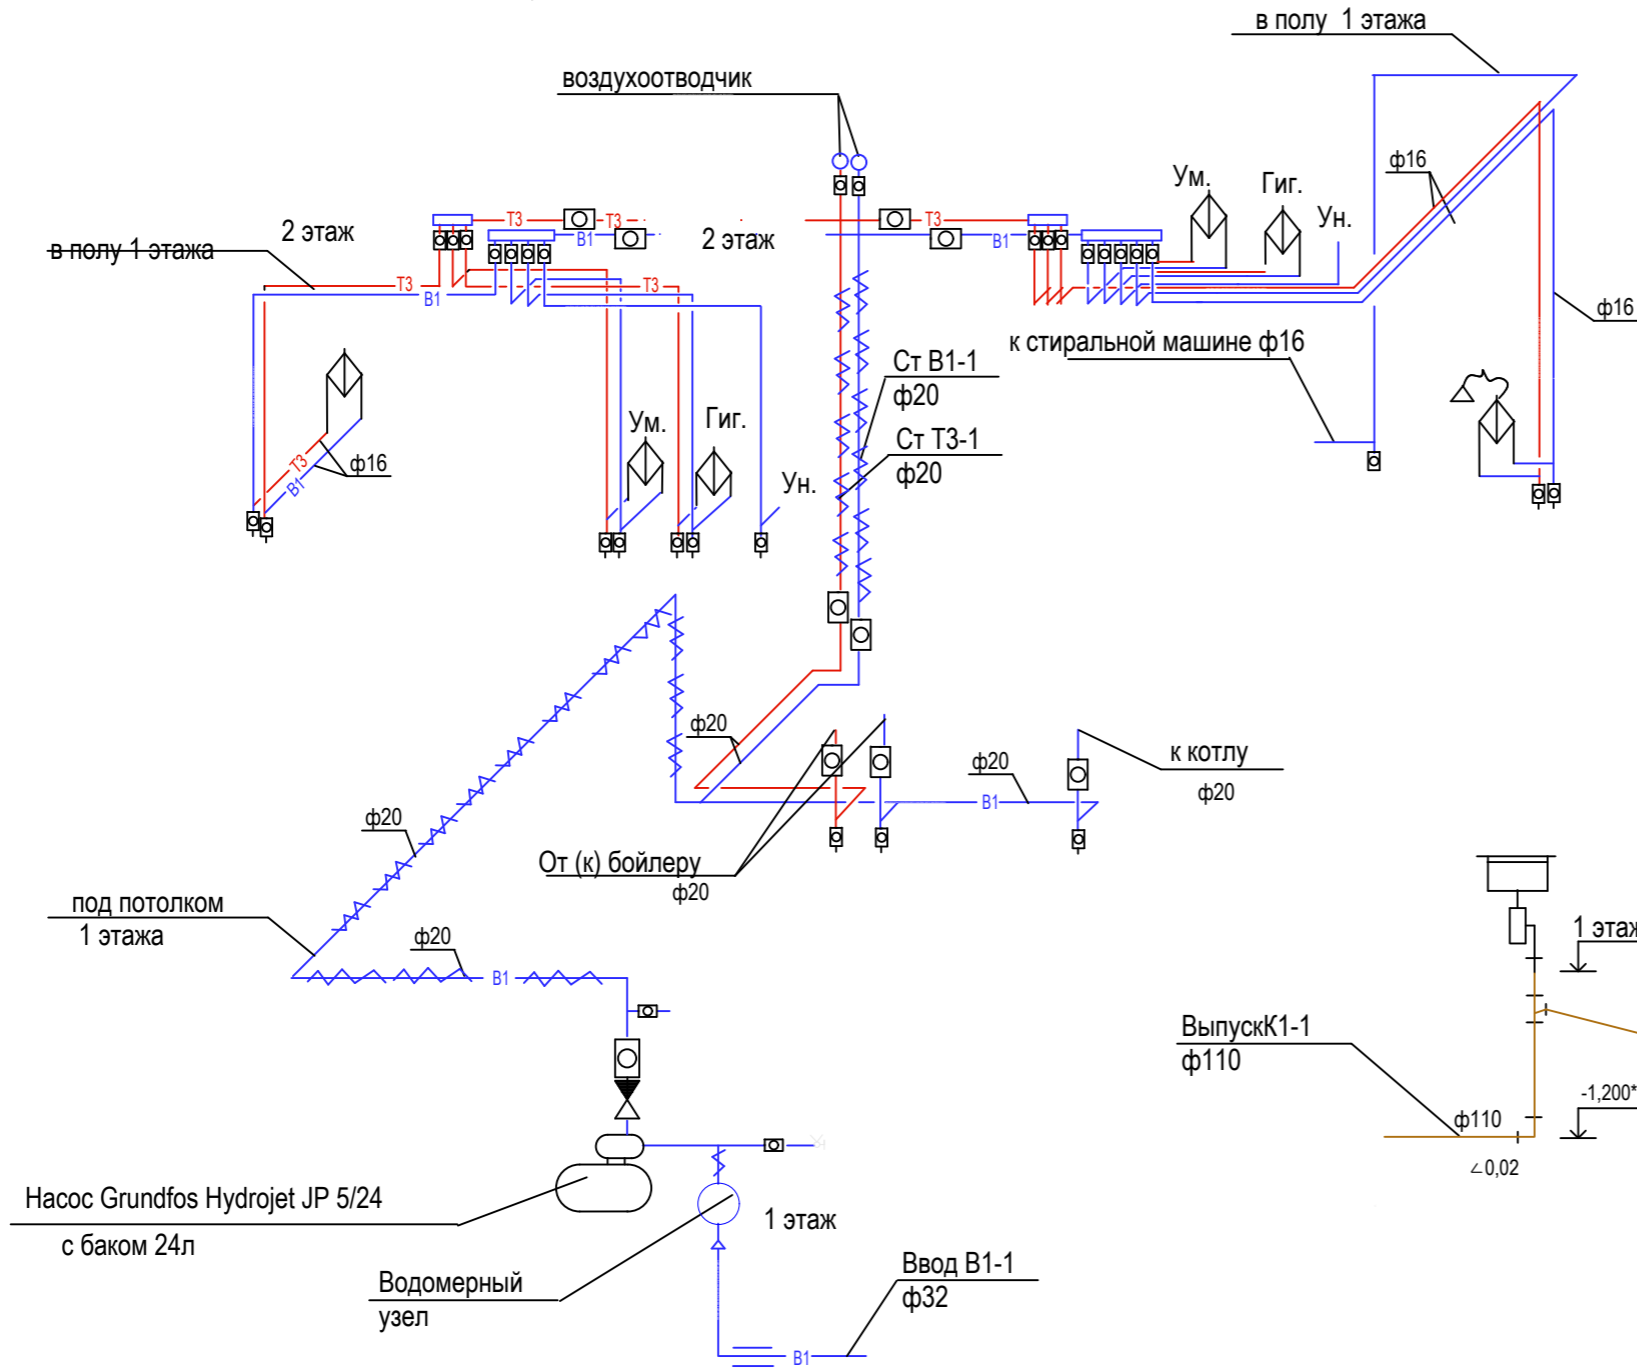 в полу 1 этажа
воздухоотводчик
Ум.
Гиг.
Ун.
ф16
2 этаж
в полу 1 этажа
Т3
Т3
2 этаж
Т3
В1
В1
Т3
В1
Т3
ф16
к стиральной машине ф16
Ст В1-1
ф20
Ст Т3-1
ф20
Ум.
Гиг.
Ун.
Т3
В1
ф16
ф20
к котлу
ф20
ф20
В1
ф20
От (к) бойлеру
ф20
под потолком
1 этажа
ф20
В1
1 этаж
ВыпускК1-1
ф110
-1,200*
ф110
∠0,02
Насос Grundfos Hydrojet JP 5/24
с баком 24л
1 этаж
Водомерный
узел
Ввод В1-1
ф32
В1